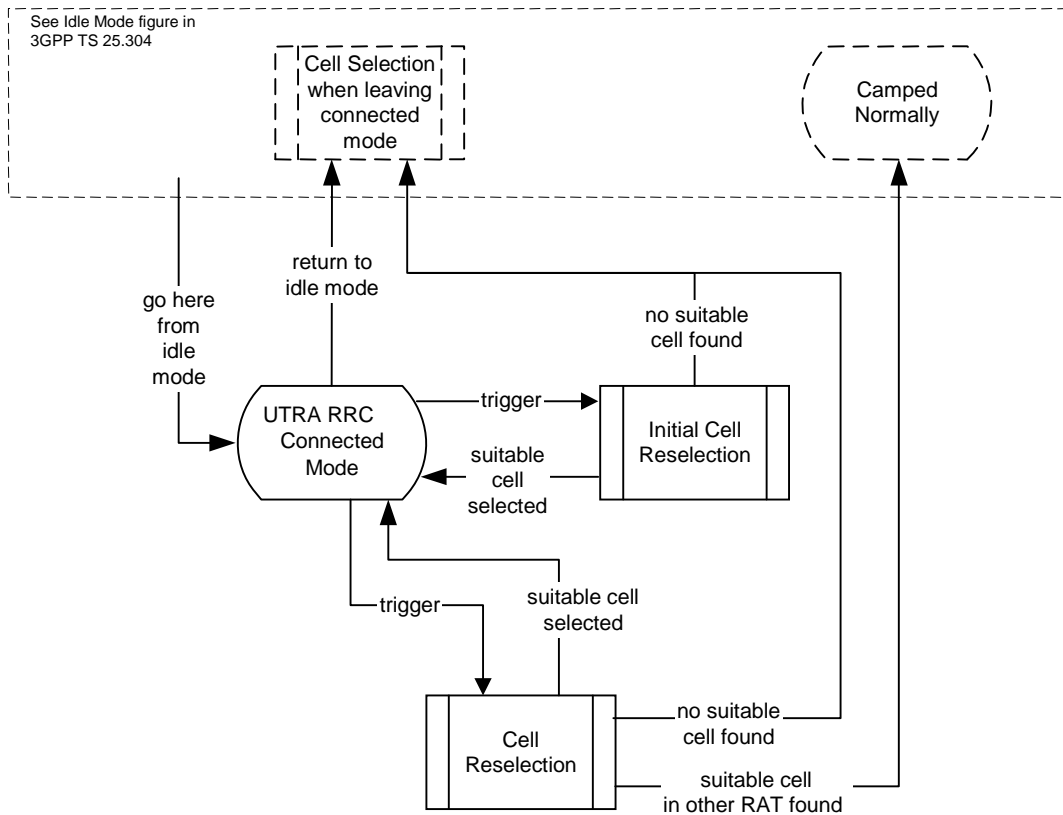 See Idle Mode figure in
3GPP TS 25.304
Cell Selection
when leaving
connected
mode
Camped
Normally
return to
idle mode
go here
from
idle
mode
no suitable
cell found
UTRA RRC
Connected
Mode
trigger
Initial Cell
Reselection
suitable
cell
selected
trigger
suitable cell
selected
Cell
Reselection
no suitable
cell found
suitable cell
in other RAT found